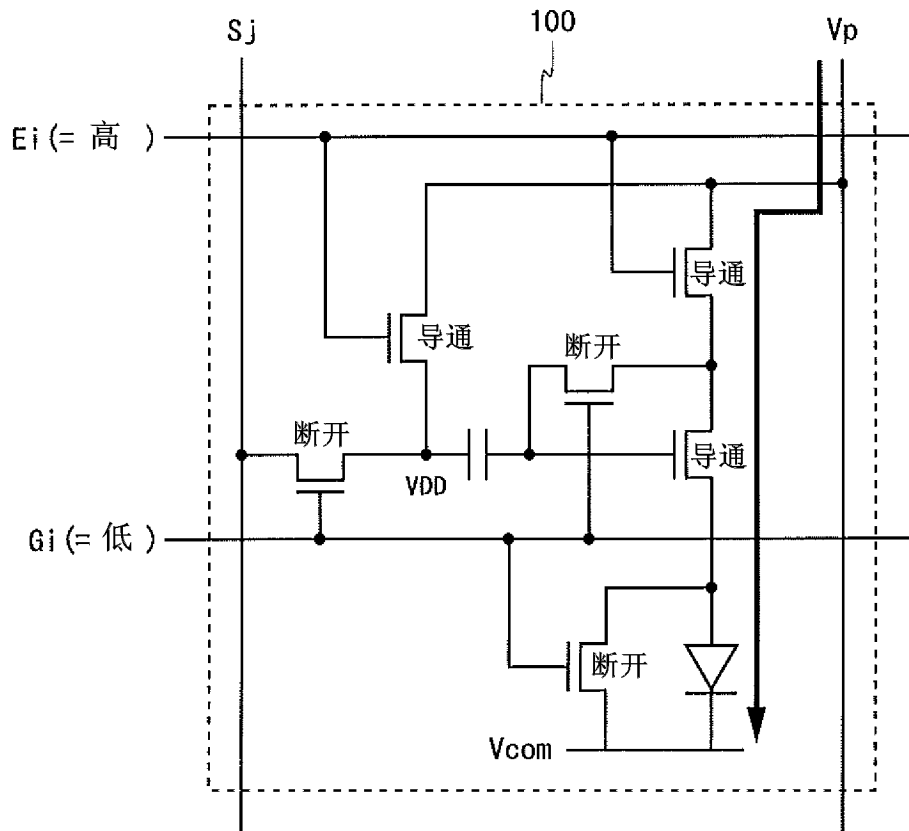 Sj
100
Vp
Ei(= 高 )
导通
导通
断开
断开
导通
VDD
Gi(= 低 )
断开
Vcom